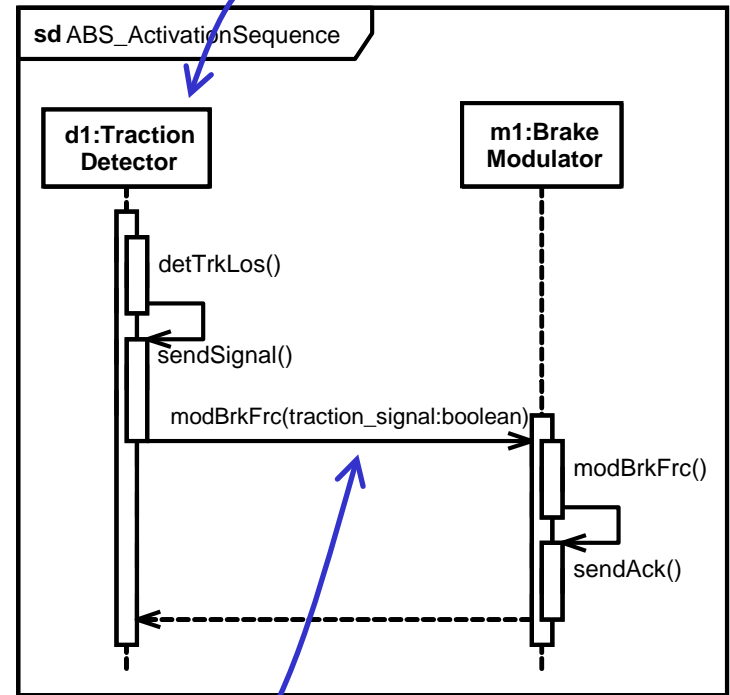 sd ABS_ActivationSequence
d1:Traction
Detector
m1:Brake
Modulator
detTrkLos()
sendSignal()
modBrkFrc(traction_signal:boolean)
modBrkFrc()
sendAck()